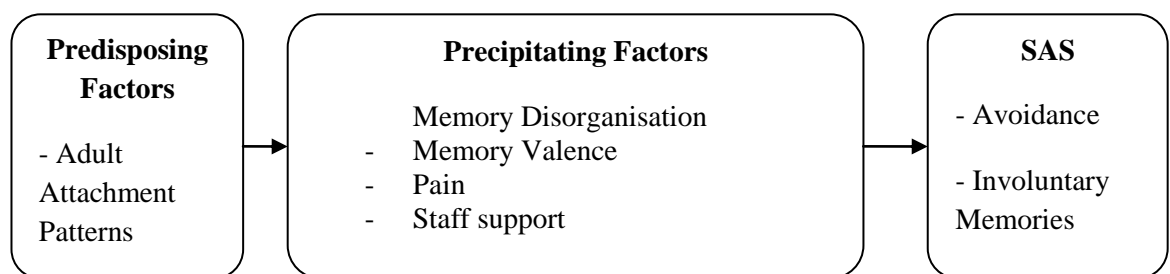 Predisposing
Factors
- Adult
Attachment
Patterns
Precipitating Factors
Memory Disorganisation
- Memory Valence
- Pain
- Staff support
SAS
- Avoidance
- Involuntary
Memories